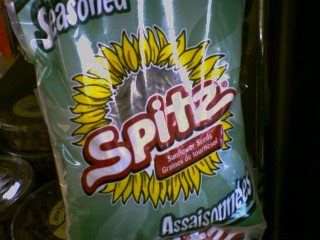 Seasoned
Spitz
Sunflower Seeds
Graines de tournesol
Assaisonnées